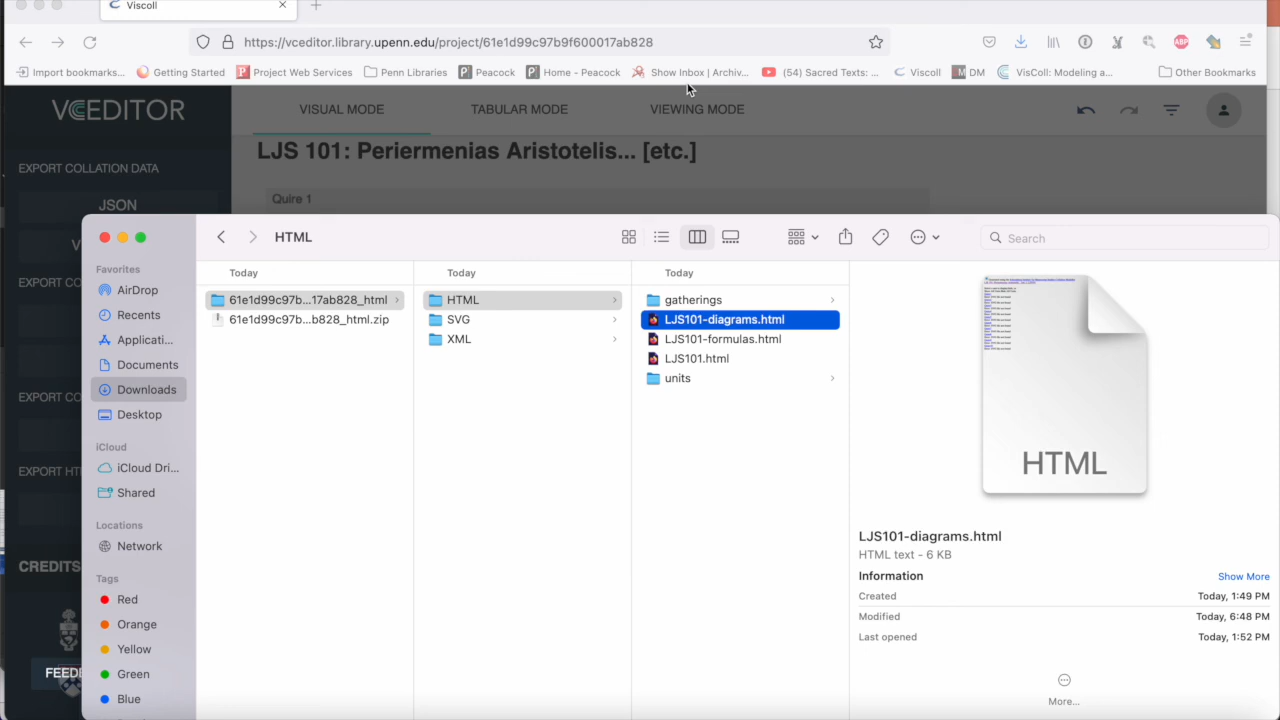 Viscoll
https://vceditor.library.upenn.edu/project/61e1d99c97b9f600017ab828
Import bookmarks... Getting Started Project Web Services Penn Libraries Peacock Home - Peacock Show Inbox | Archiv... (54) Sacred Texts: ... Viscoll DM VisColl: Modeling a... Other Bookmarks
VCEDITOR VISUAL MODE TABULAR MODE VIEWING MODE
LJS 101: Periermenias Aristotelis... [etc.]
EXPORT COLLATION DATA
JSON
Quire 1
HTML Search
Favorites Today Today Today
AirDrop 61e1d99c9/ ...17ab828_html HTML gatherings
Recents LJS101-diagrams.html
Applicati... XML LJS101-formulas.html
Documents LJS101.html
Downloads units
Desktop
EXPORT CO
iCloud
iCloud Dri...
EXPORT HT
Shared
HTML
Locations
Network
LJS101-diagrams.html
HTML text - 6 KB
CREDITS
Information Show More
Tags
Created Today, 1:49 PM
Red
Modified Today, 6:48 PM
Orange
Last opened Today, 1:52 PM
Yellow
Green
FEED
Blue
More...